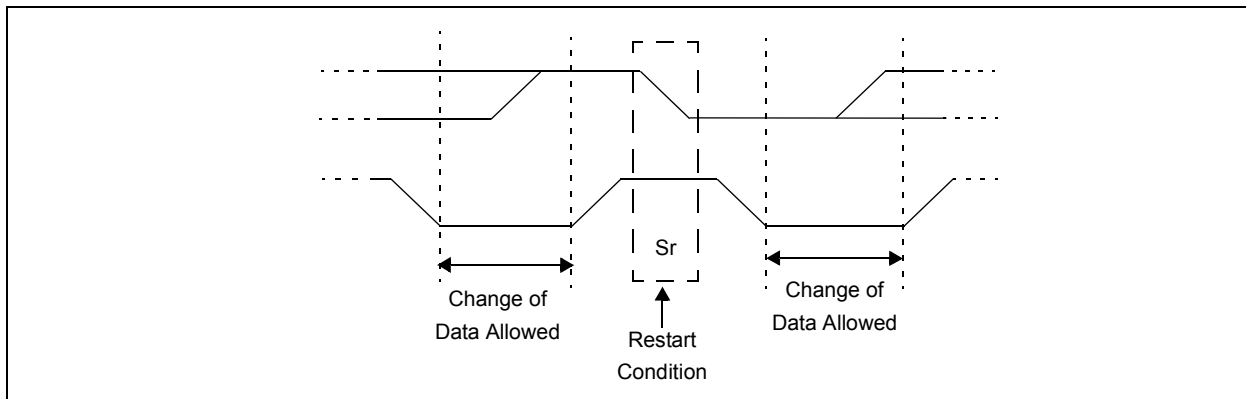 Sr
Change of
Data Allowed
Restart
Condition
Change of
Data Allowed